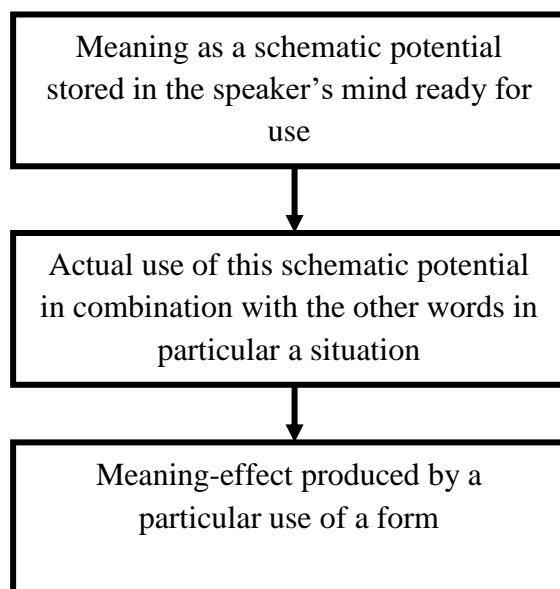 Meaning as a schematic potential
stored in the speaker’s mind ready for
use
Actual use of this schematic potential
in combination with the other words in
particular a situation
Meaning-effect produced by a
particular use of a form